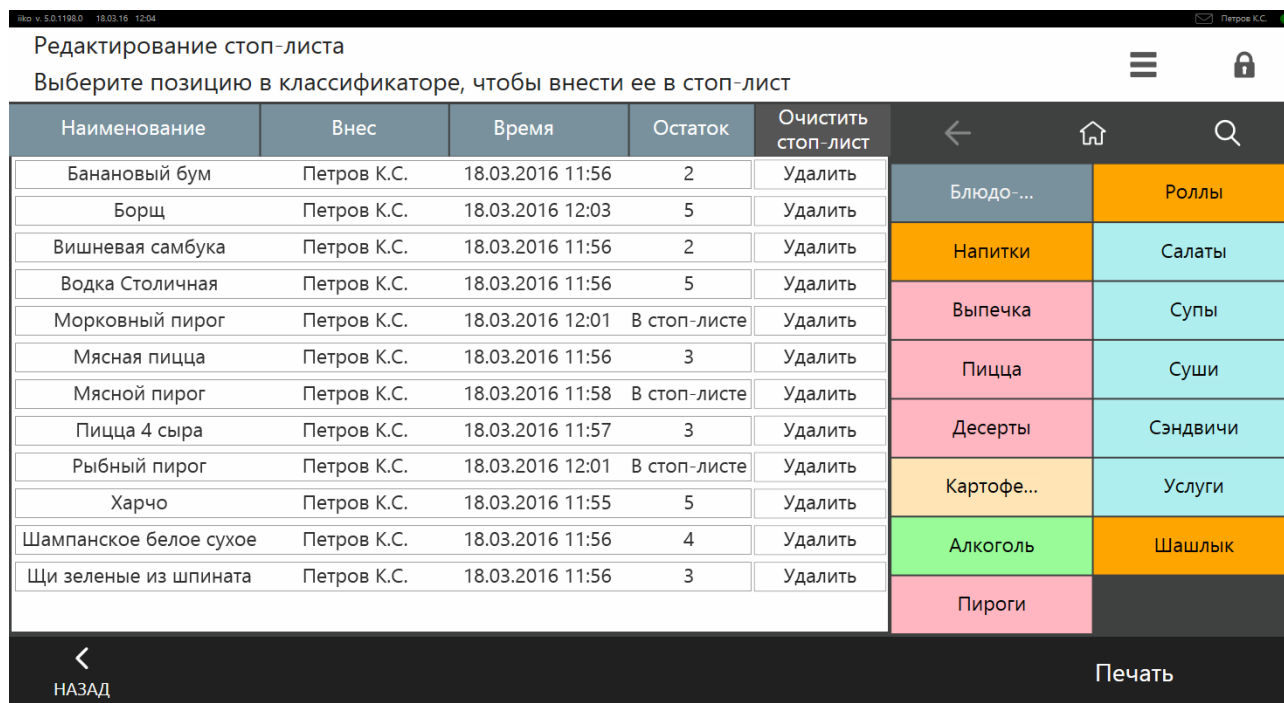 iiko v. 5.0.1198.0 18.03.16 12:04 Петров К.С.
Редактирование стоп-листа
Выберите позицию в классификаторе, чтобы внести ее в стоп-лист
Наименование Внес Время Остаток Очистить стоп-лист
Банановый бум Петров К.С. 18.03.2016 11:56 2 Удалить
Борщ Петров К.С. 18.03.2016 12:03 5 Удалить
Вишневая самбука Петров К.С. 18.03.2016 11:56 2 Удалить
Водка Столичная Петров К.С. 18.03.2016 11:56 5 Удалить
Морковный пирог Петров К.С. 18.03.2016 12:01 В стоп-листе Удалить
Мясная пицца Петров К.С. 18.03.2016 11:56 3 Удалить
Мясной пирог Петров К.С. 18.03.2016 11:58 В стоп-листе Удалить
Пицца 4 сыра Петров К.С. 18.03.2016 11:57 3 Удалить
Рыбный пирог Петров К.С. 18.03.2016 12:01 В стоп-листе Удалить
Харчо Петров К.С. 18.03.2016 11:55 5 Удалить
Шампанское белое сухое Петров К.С. 18.03.2016 11:56 4 Удалить
Щи зеленые из шпината Петров К.С. 18.03.2016 11:56 3 Удалить
Блюдо-... Роллы
Напитки Салаты
Выпечка Супы
Пицца Суши
Десерты Сэндвичи
Картофе... Услуги
Алкоголь Шашлык
Пироги
НАЗАД Печать